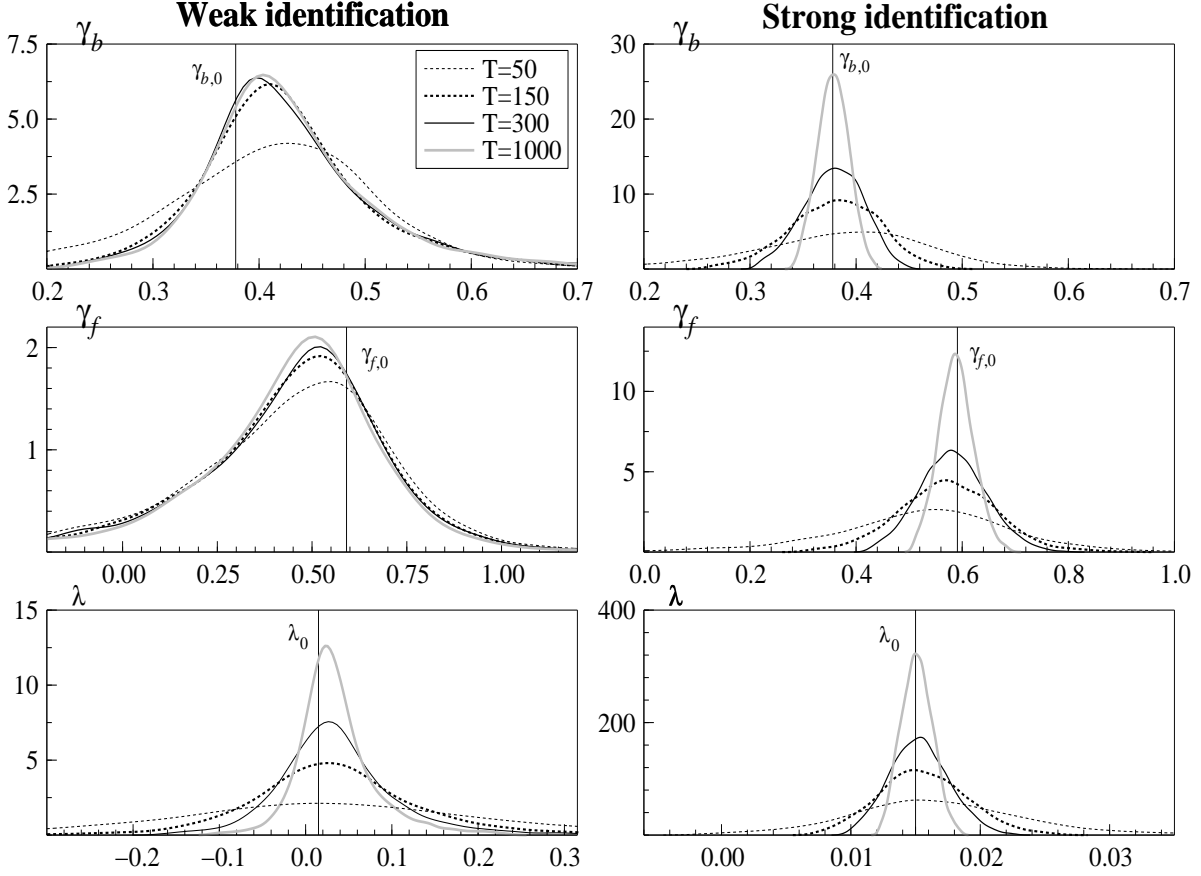 Weak identification
Strong identification
γb
7.5
5.0
2.5
γb,0
T=50
T=150
T=300
T=1000
0.2 0.3 0.4 0.5 0.6 0.7
γb
30
20
10
γb,0
0.2 0.3 0.4 0.5 0.6 0.7
γf
2
1
γf,0
0.00 0.25 0.50 0.75 1.00
γf
10
5
γf,0
0.0 0.2 0.4 0.6 0.8 1.0
λ
15
10
5
λ0
−0.2 −0.1 0.0 0.1 0.2 0.3
λ
400
200
λ0
0.00 0.01 0.02 0.03